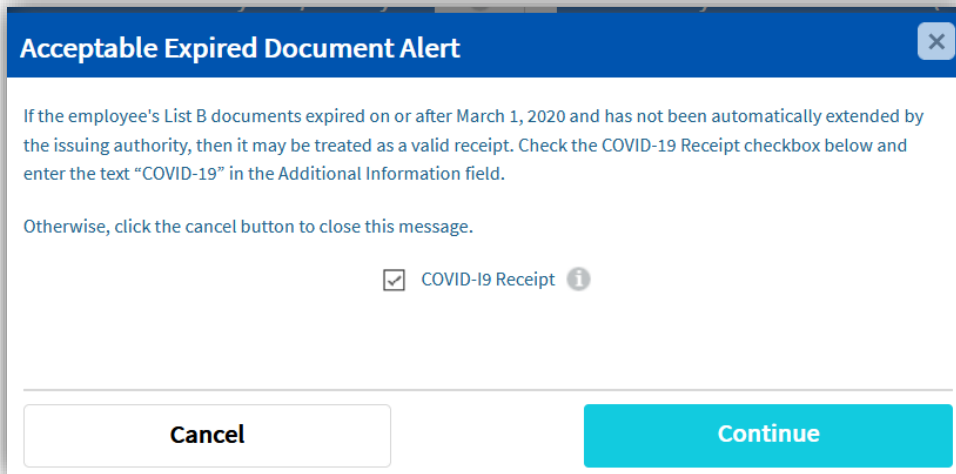 Acceptable Expired Document Alert
If the employee's List B documents expired on or after March 1, 2020 and has not been automatically extended by
the issuing authority, then it may be treated as a valid receipt. Check the COVID-19 Receipt checkbox below and
enter the text “COVID-19” in the Additional Information field.
Otherwise, click the cancel button to close this message.
COVID-I9 Receipt
Cancel
Continue